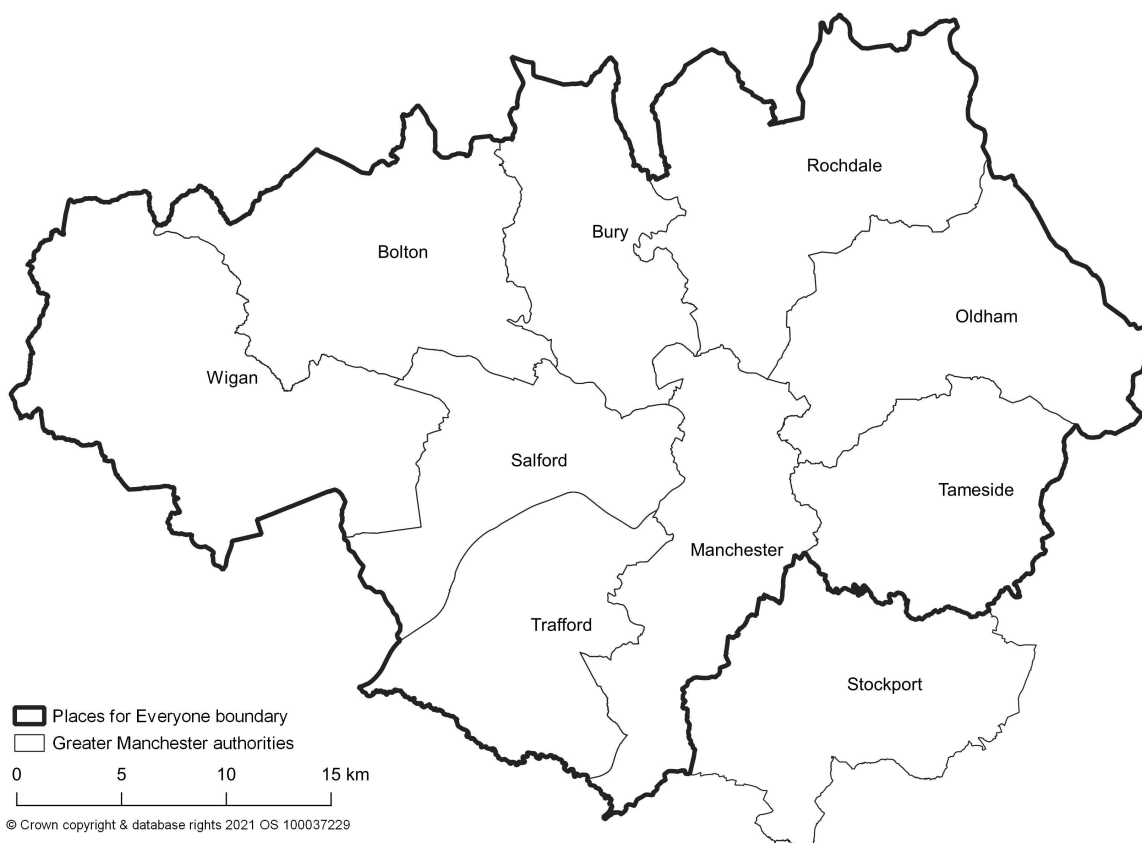 Rochdale
Bury
Bolton
Oldham
Wigan
Salford
Tameside
Manchester
Trafford
Stockport
Places for Everyone boundary
Greater Manchester authorities
0 5 10 15 km
© Crown copyright & database rights 2021 OS 100037229